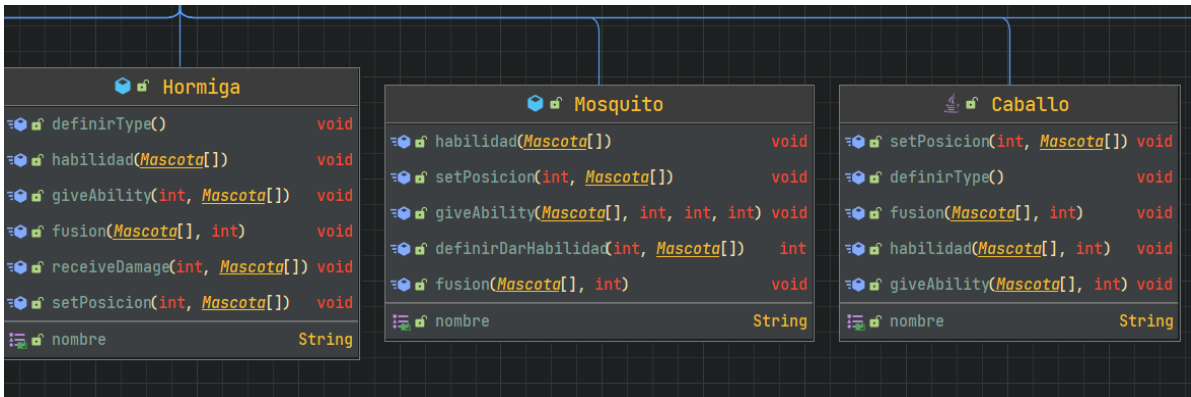 Hormiga
definirType() void
habilidad(Mascota[]) void
giveAbility(int, Mascota[]) void
fusion(Mascota[], int) void
receiveDamage(int, Mascota[]) void
setPosicion(int, Mascota[]) void
nombre String
Mosquito
habilidad(Mascota[]) void
setPosicion(int, Mascota[]) void
giveAbility(Mascota[], int, int, int) void
definirDarHabilidad(int, Mascota[]) int
fusion(Mascota[], int) void
nombre String
Caballo
setPosicion(int, Mascota[]) void
definirType() void
fusion(Mascota[], int) void
habilidad(Mascota[], int) void
giveAbility(Mascota[], int) void
nombre String